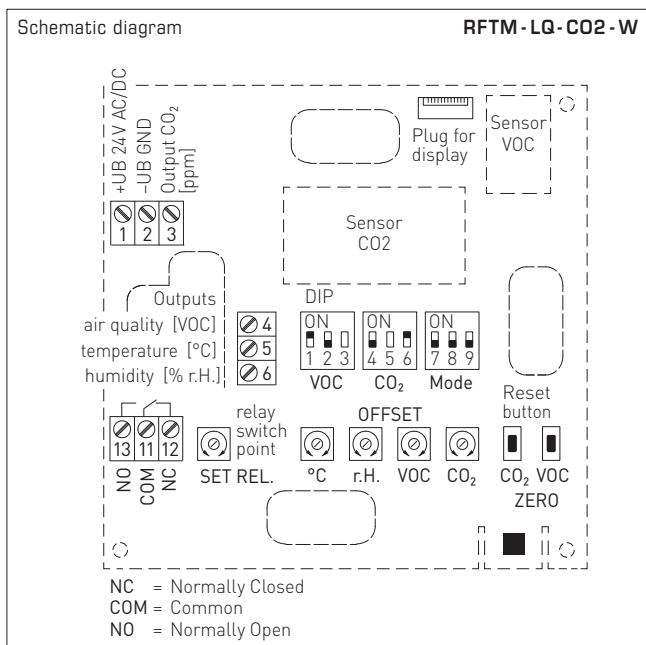 Schematic diagram RFTM-LQ-CO2-W
+UB 24V AC/DC
–UB GND
Output CO₂
[ppm]
1 2 3
Plug for
display
Sensor
VOC
Sensor
CO2
Outputs
air quality [VOC]
temperature [°C]
humidity [% r.H.]
4
5
6
DIP
ON ON ON
1 2 3 4 5 6 7 8 9
VOC CO₂ Mode
13 11 12
NO
COM
NC
relay
switch
point
SET REL.
OFFSET
°C r.H. VOC CO₂
Reset
button
CO₂ VOC
ZERO
NC = Normally Closed
COM = Common
NO = Normally Open